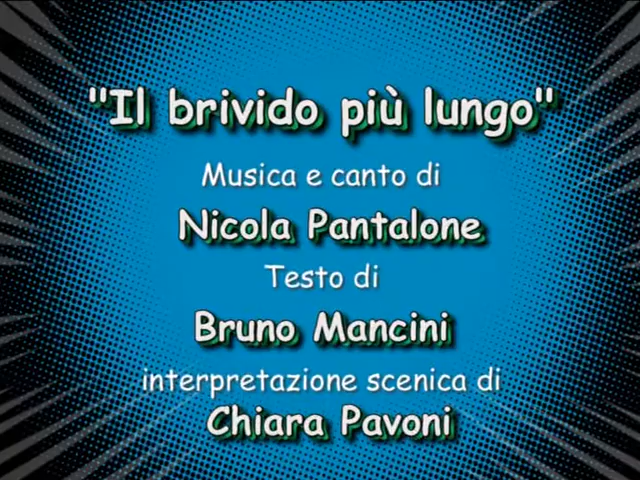 "Il brivido più lungo"
Musica e canto di
Nicola Pantalone
Testo di
Bruno Mancini
interpretazione scenica di
Chiara Pavoni